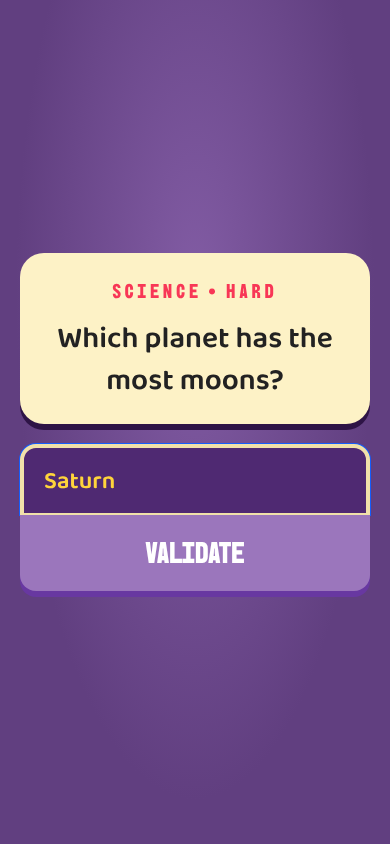 SCIENCE • HARD
Which planet has the
most moons?
Saturn
VALIDATE